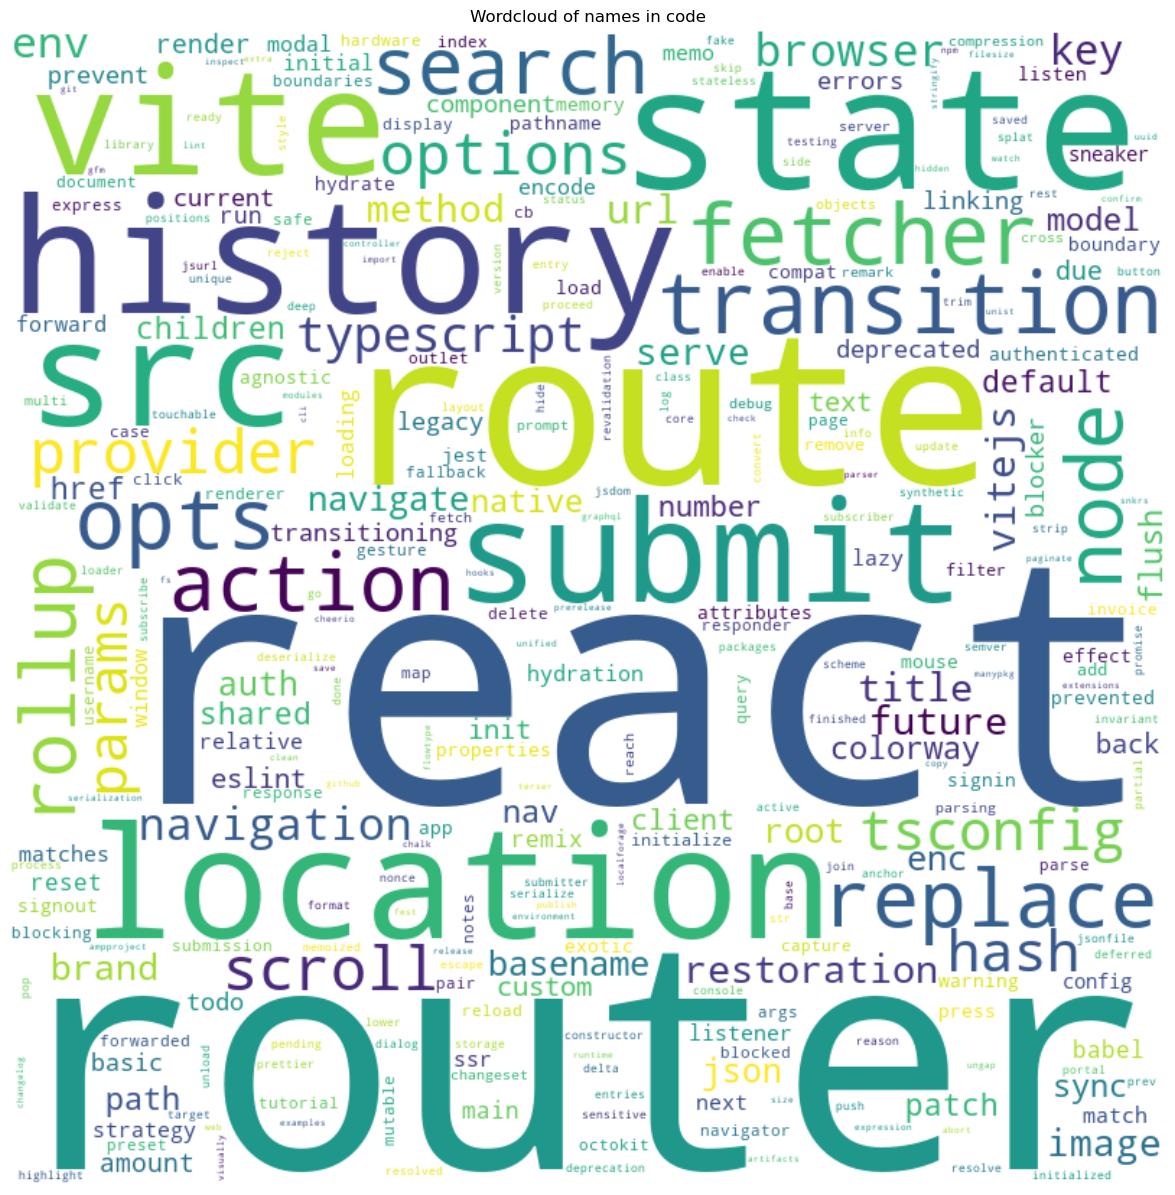 Wordcloud of names in code
env
render
modal
hardware
index
search
memo
fake
browser
compression
npm
filesize
key
prevent
inspect
extra
initial
boundaries
git
vite
state
skip
stateless
errors
stringify
listen
component
memory
ready
style
display
pathname
options
library
lint
gfm
testing
server
saved
splat
uuid
side
hidden
watch
sneaker
document
hydrate
encode
status
express
current
positions
run
safe
method
cb
url
fetcher
objects
linking
rest
confirm
model
history
controller
reject
import
jsurl
unique
version
entry
load
proceed
enable
compat
remark
cross
boundary
due
button
transition
trim
unist
deep
forward
children
typescript
outlet
serve
deprecated
authenticated
src
agnostic
modules
multi
touchable
cli
route
hide
revalidation
class
log
core
debug
check
text
page
default
loading
layout
legacy
prompt
convert
remove
info
update
parser
provider
case
click
jest
fallback
vitejs
blocker
node
href
renderer
validate
opts
navigate
native
jsdom
number
synthetic
snkrs
transitioning
fetch
graphql
subscriber
strip
flush
gesture
submit
lazy
filter
paginate
rollup
loader
fs
action
go
hooks
cheerio
delete
prerelease
attributes
responder
invoice
promise
subscribe
params
username
window
deserialize
save
unified
packages
scheme
mouse
semver
manypkg
effect
add
extensions
react
auth
done
map
hydration
query
title
prevented
shared
flowtype
init
finished
future
invariant
relative
clean
properties
reach
colorway
back
eslint
github
terser
copy
signin
partial
serialization
response
navigation
nav
active
parsing
app
client
root
tsconfig
chalk
remix
initialize
localforage
location
matches
process
enc
parse
join
anchor
reset
nonce
submitter
serialize
base
replace
signout
format
fest
publish
environment
str
notes
blocking
ampproject
submission
memoized
release
exotic
capture
hash
jsonfile
deferred
brand
scroll
escape
pair
basename
restoration
warning
config
pop
custom
console
todo
reload
args
press
router
forwarded
pending
lower
dialog
storage
constructor
listener
reason
babel
changelog
basic
unload
prettier
ssr
runtime
delta
blocked
ungap
portal
changeset
json
sync
prev
path
target
tutorial
mutable
main
entries
sensitive
next
size
push
patch
match
strategy
web
examples
navigator
expression
preset
octokit
abort
image
amount
visually
resolved
deprecation
artifacts
resolve
highlight
initialized